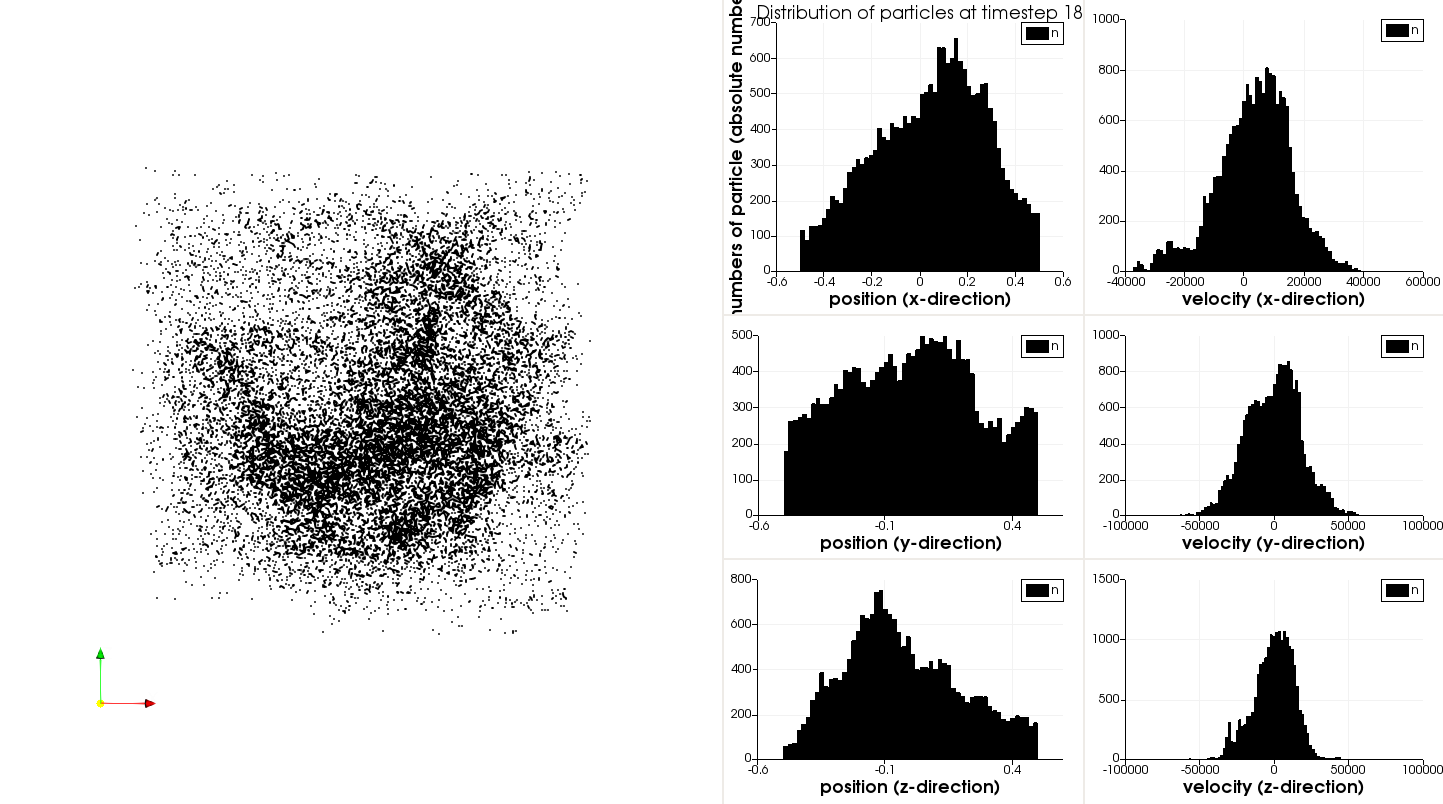 Distribution of particles at timestep 18
numbers of particle (absolute number
700
600
500
400
300
200
100
0
-0.6 -0.4 -0.2 0 0.2 0.4 0.6
position (x-direction)
n
1000
800
600
400
200
0
-40000 -20000 0 20000 40000 60000
velocity (x-direction)
n
500
400
300
200
100
0
-0.6 -0.1 0.4
position (y-direction)
n
1000
800
600
400
200
0
-100000 -50000 0 50000 100000
velocity (y-direction)
n
800
600
400
200
0
-0.6 -0.1 0.4
position (z-direction)
n
1500
1000
500
0
-100000 -50000 0 50000 100000
velocity (z-direction)
n